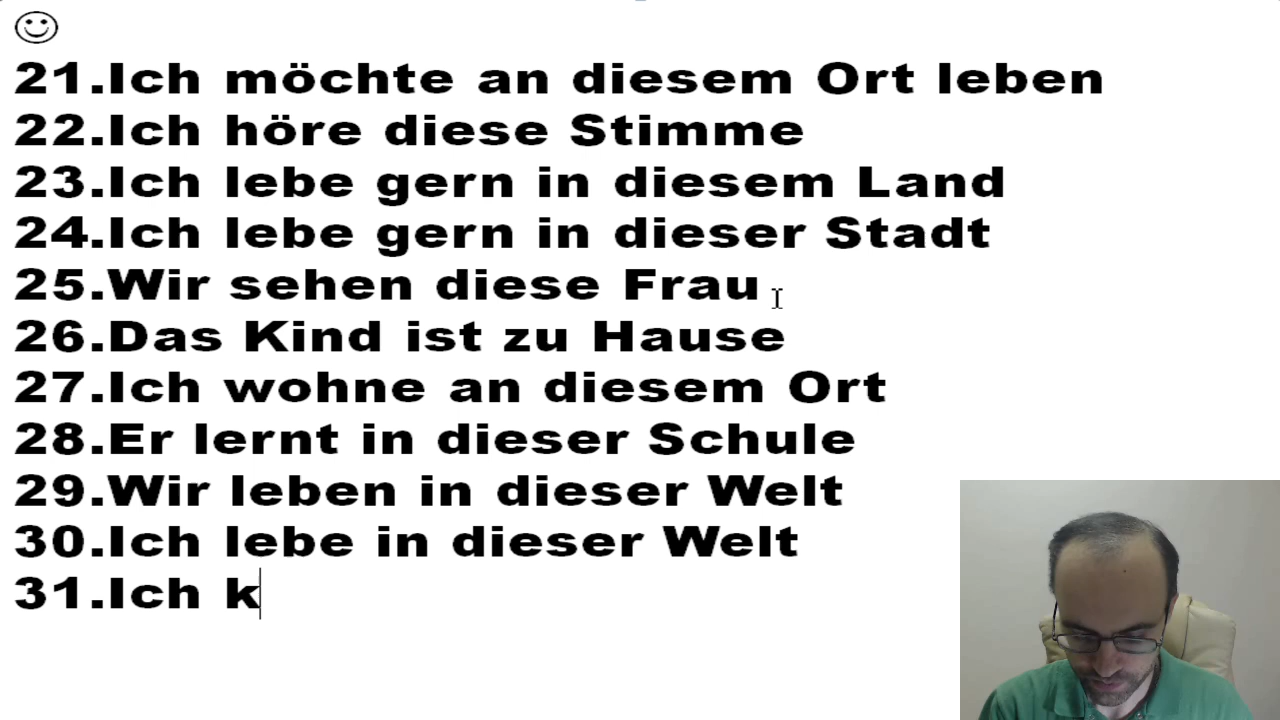 21.Ich möchte an diesem Ort leben
22.Ich höre diese Stimme
23.Ich lebe gern in diesem Land
24.Ich lebe gern in dieser Stadt
25.Wir sehen diese Frau
26.Das Kind ist zu Hause
27.Ich wohne an diesem Ort
28.Er lernt in dieser Schule
29.Wir leben in dieser Welt
30.Ich lebe in dieser Welt
31.Ich k